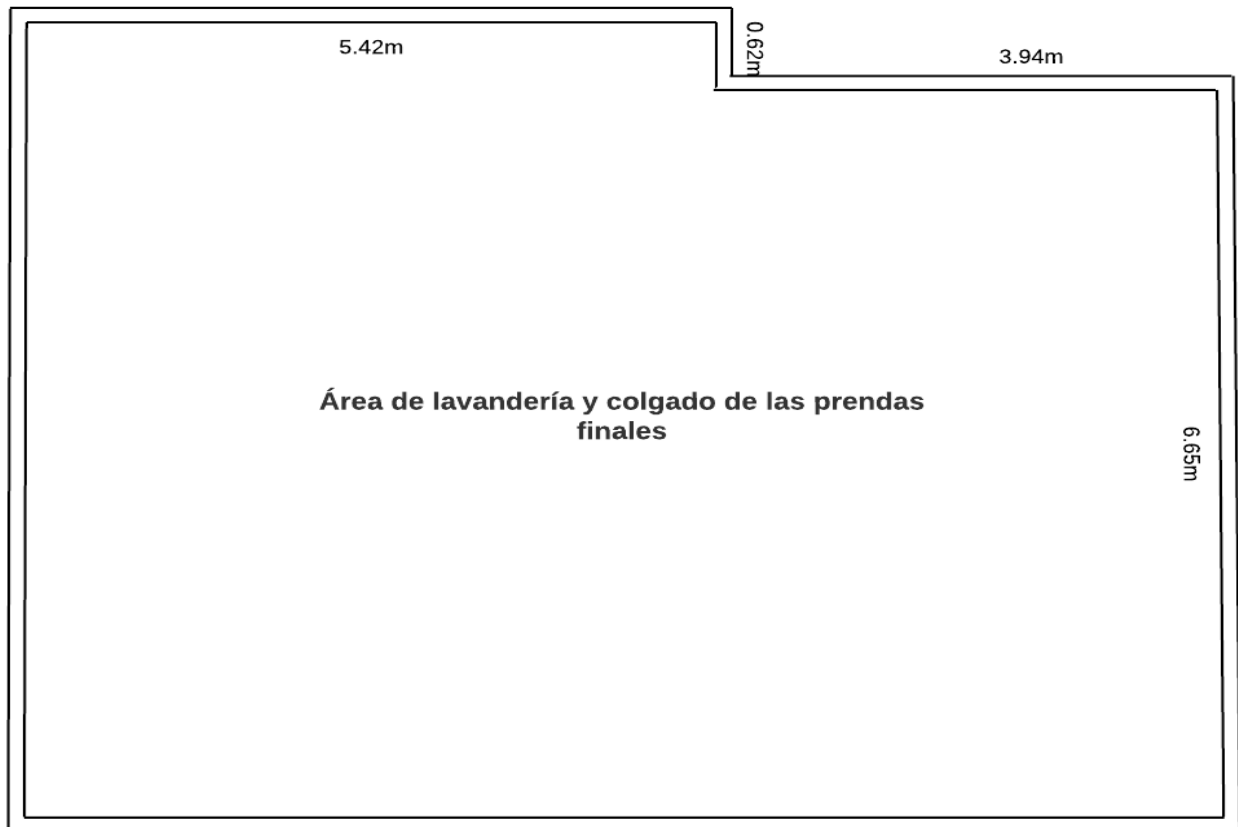 5.42m
0.62m
3.94m
Área de lavandería y colgado de las prendas
finales
6.65m